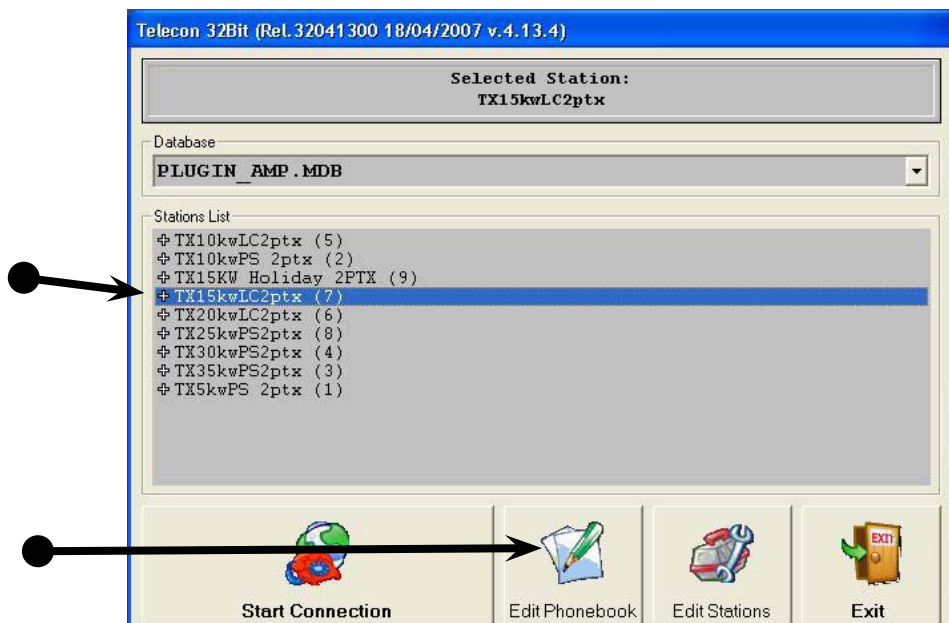 Telecon 32Bit (Rel.32041300 18/04/2007 v.4.13.4)
Selected Station:
TX15kwLC2ptx
Database
PLUGIN_AMP.MDB
Stations List
TX10kwLC2ptx (5)
TX10kwPS 2ptx (2)
TX15KW Holiday 2PTX (9)
TX15kwLC2ptx (7)
TX20kwLC2ptx (6)
TX25kwPS2ptx (8)
TX30kwPS2ptx (4)
TX35kwPS2ptx (3)
TX5kwPS 2ptx (1)
EXIT
Start Connection Edit Phonebook Edit Stations Exit